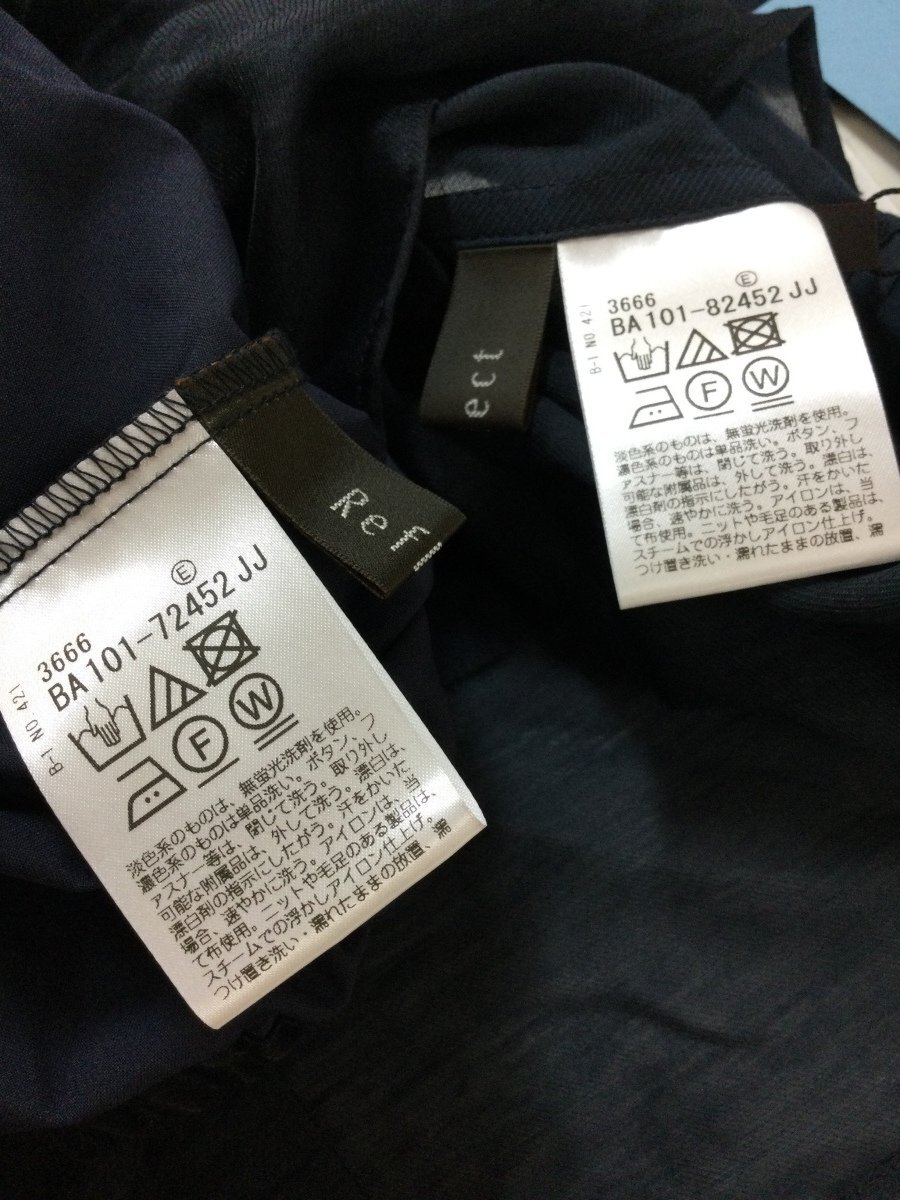 ect
B-I NO 421
3666
Ⓔ
BA101-82452 JJ
F
W
淡色系のものは、無蛍光洗剤を使用。
濃色系のものは単品洗い。ボタン、フ
ァスナー等は、閉じて洗う。取り外し
可能な附属品は、外して洗う。漂白は、
漂白剤の指示にしたがう。汗をかいた
場合、速やかに洗う。アイロンは、当
て布使用。ニットや毛足のある製品は、
スチームでの浮かしアイロン仕上げ。
つけ置き洗い・濡れたままの放置、濡
Ref
B-I NO 421
3666
Ⓔ
BA101-72452 JJ
F
W
淡色系のものは、無蛍光洗剤を使用。
濃色系のものは単品洗い。ボタン、フ
ァスナー等は、閉じて洗う。取り外し
可能な附属品は、外して洗う。漂白は、
漂白剤の指示にしたがう。汗をかいた
場合、速やかに洗う。アイロンは、当
て布使用。ニットや毛足のある製品は、
スチームでの浮かしアイロン仕上げ。
つけ置き洗い・濡れたままの放置、濡